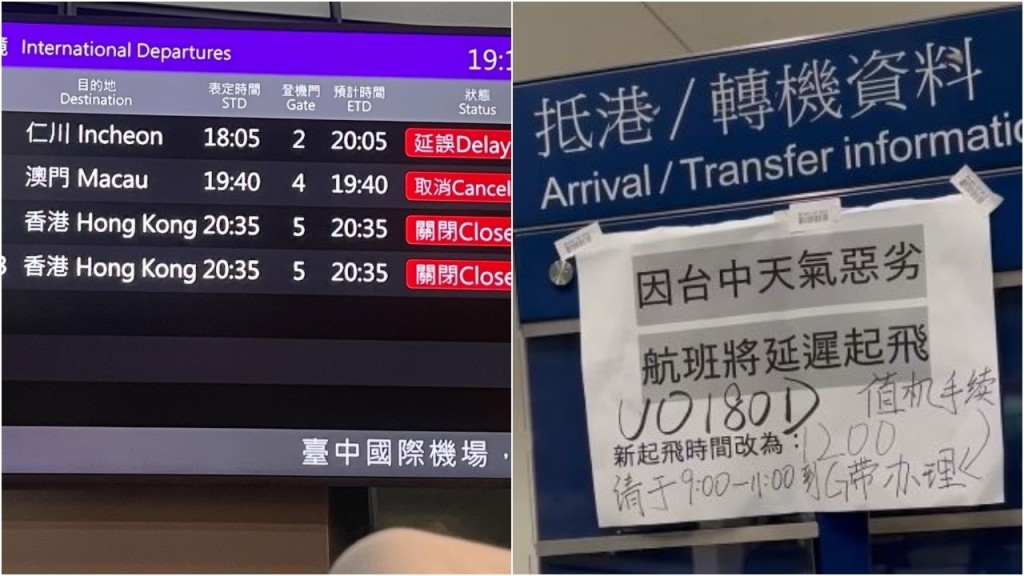 境 International Departures 19:1
目的地 表定時間 登機門 預計時間 狀態
Destination STD Gate ETD Status
仁川 Incheon 18:05 2 20:05 延誤Delay
澳門 Macau 19:40 4 19:40 取消Cancel
香港 Hong Kong 20:35 5 20:35 關閉Close
3 香港 Hong Kong 20:35 5 20:35 關閉Close
臺中國際機場，
抵港 / 轉機資料
Arrival / Transfer informatio
因台中天氣惡劣
航班將延遲起飛
UO180D 值机手续
新起飛時間改為：12:00
请于9:00-11:00到G带办理